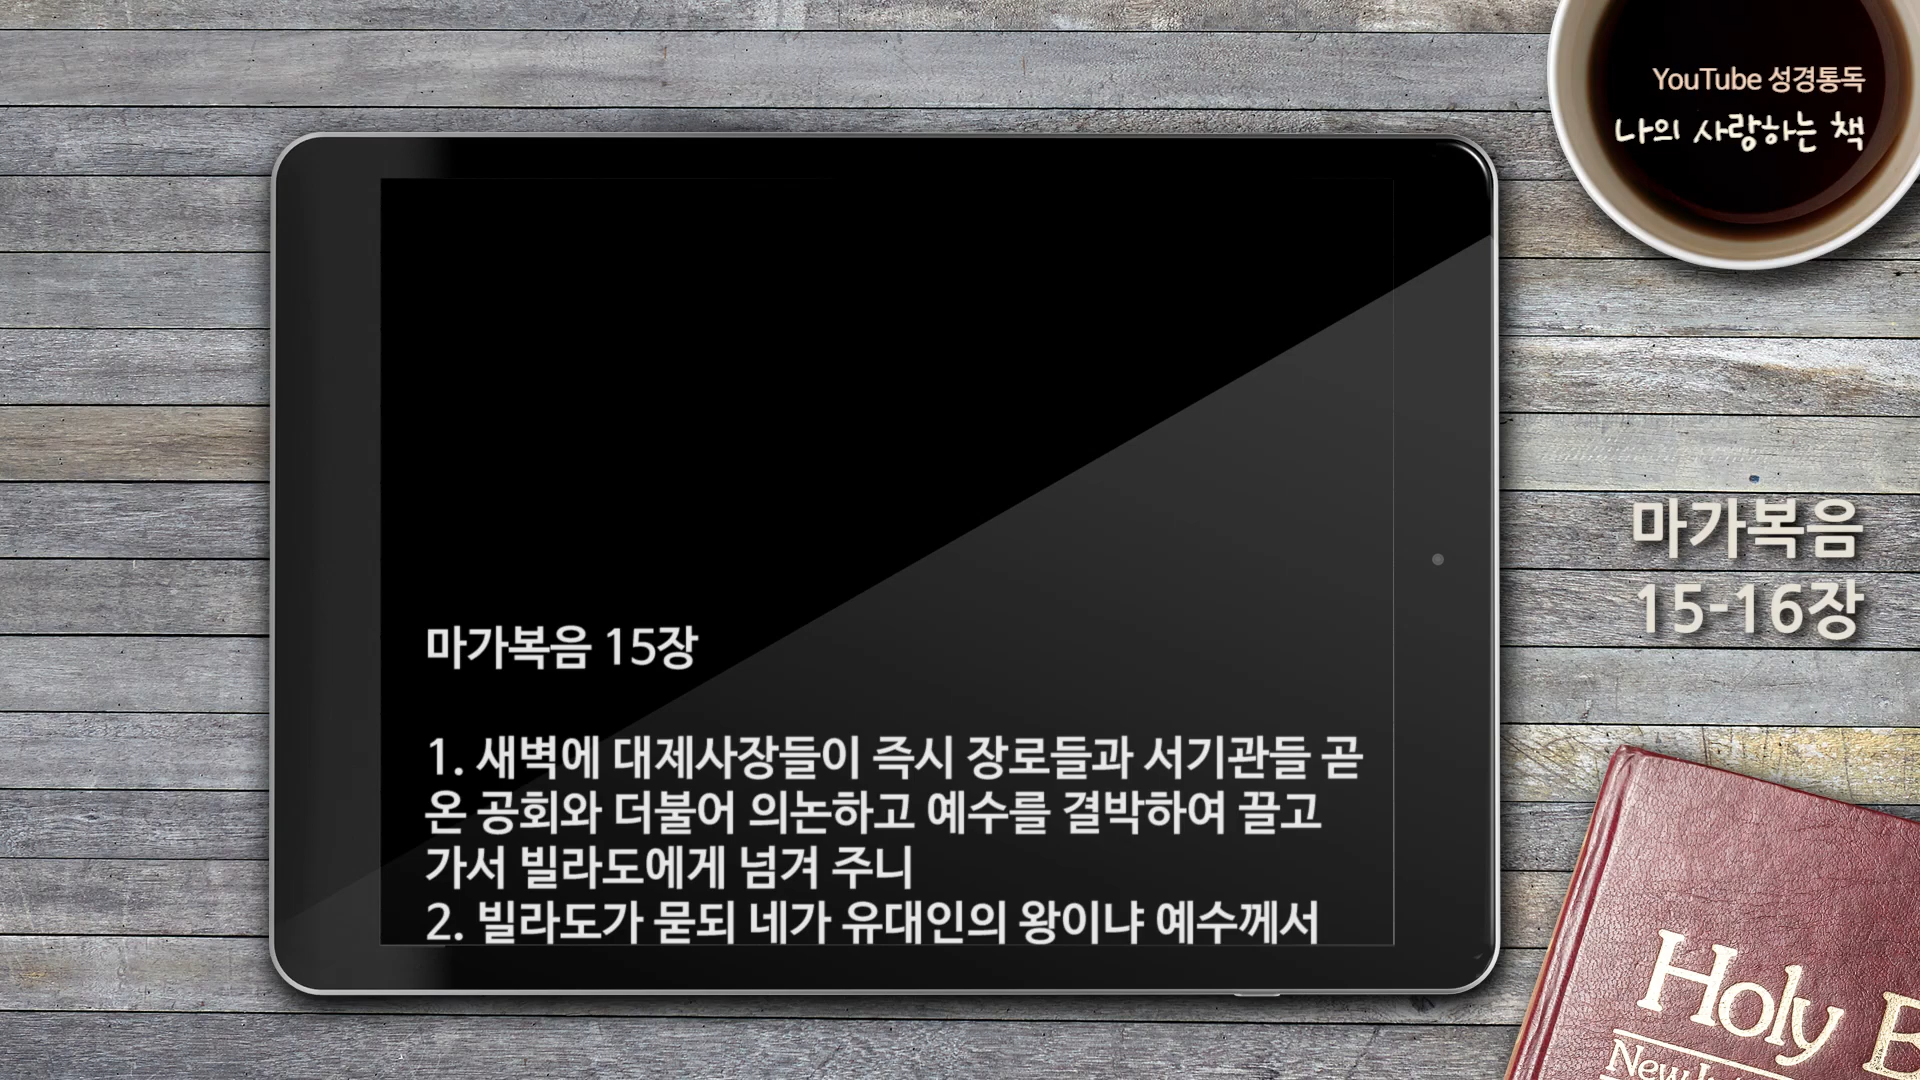 YouTube 성경통독
나의 사랑하는 책
마가복음
15-16장
마가복음 15장
1. 새벽에 대제사장들이 즉시 장로들과 서기관들 곧
온 공회와 더불어 의논하고 예수를 결박하여 끌고
가서 빌라도에게 넘겨 주니
2. 빌라도가 묻되 네가 유대인의 왕이냐 예수께서
Holy B
New